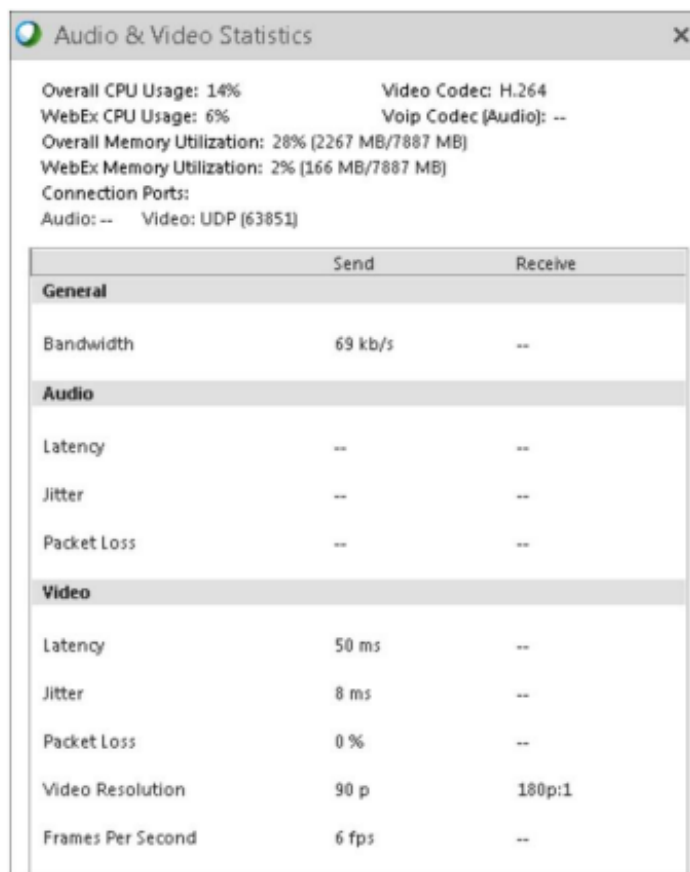 Audio & Video Statistics ×
Overall CPU Usage: 14% Video Codec: H.264
WebEx CPU Usage: 6% Voip Codec (Audio): --
Overall Memory Utilization: 28% (2267 MB/7887 MB)
WebEx Memory Utilization: 2% (166 MB/7887 MB)
Connection Ports:
Audio: -- Video: UDP (63851)
Send Receive
General
Bandwidth 69 kb/s --
Audio
Latency -- --
Jitter -- --
Packet Loss -- --
Video
Latency 50 ms --
Jitter 8 ms --
Packet Loss 0 % --
Video Resolution 90 p 180p:1
Frames Per Second 6 fps --